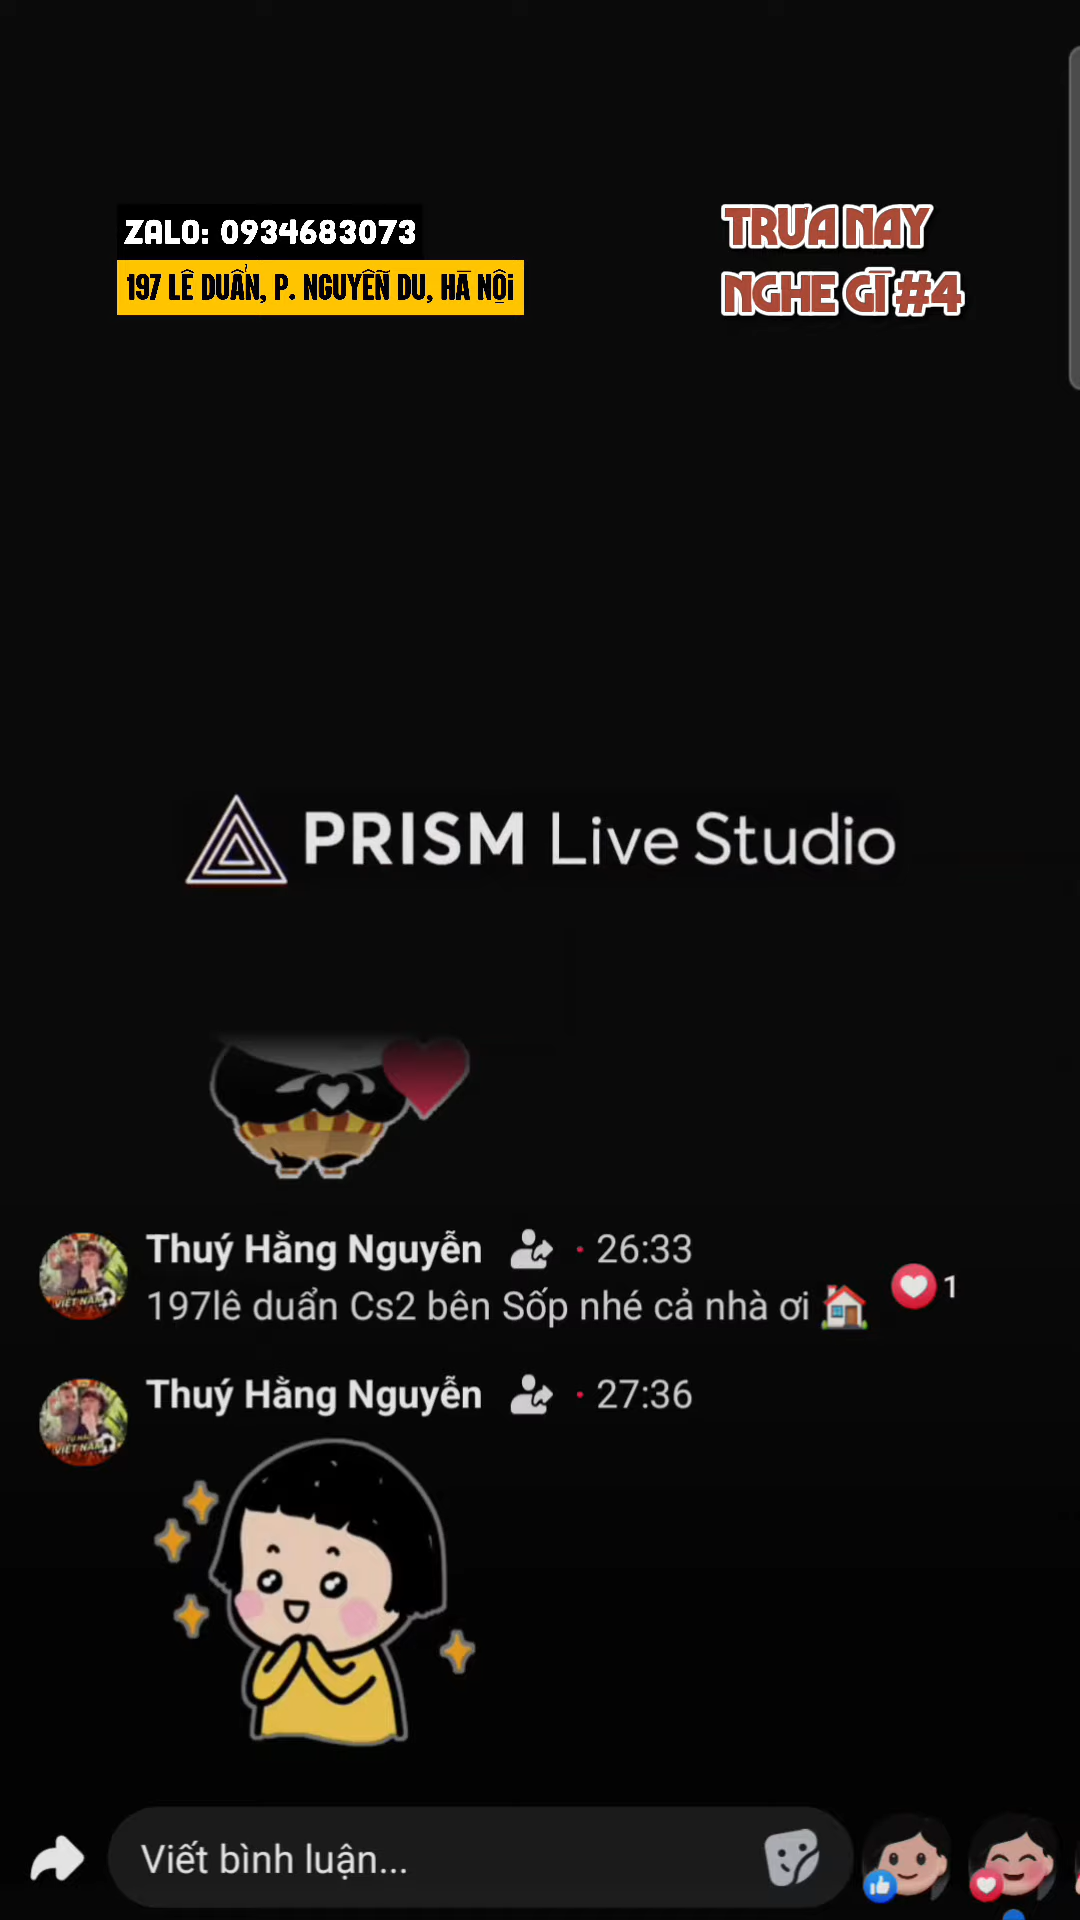 ZALO: 0934683073
197 LÊ DUẨN, P. NGUYỄN DU, HÀ NỘI
TRƯA NAY
NGHE GÌ #4
PRISM Live Studio
Thuý Hằng Nguyễn · 26:33
197lê duẩn Cs2 bên Sốp nhé cả nhà ơi
1
Thuý Hằng Nguyễn · 27:36
Viết bình luận...